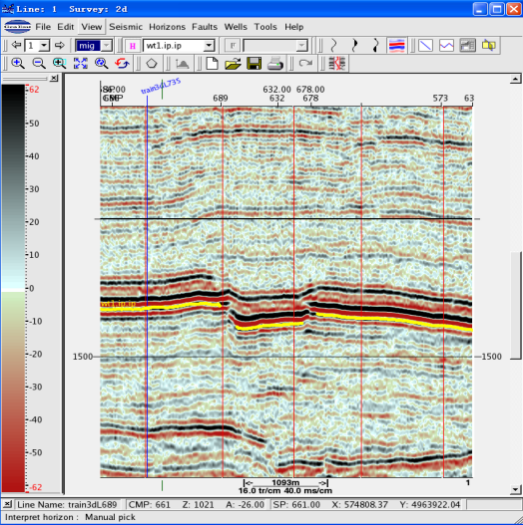 Line: 1 Survey: 2d
File Edit View Seismic Horizons Faults Wells Tools Help
1 mig H wt1.ip.ip F
train3dL735
632.00 678.00
CMP 689 632 678 573 63
62
-50
-40
-30
-20
-10
-0
--10
--20
--30
--40
--50
-62
1500 1500
1093m 1
16.0 tr/cm 40.0 ms/cm
Line Name: train3dL689 CMP: 661 Z: 1021 A: -26.00 SP: 661.00 X: 574808.37 Y: 4963922.04
Interpret horizon : Manual pick